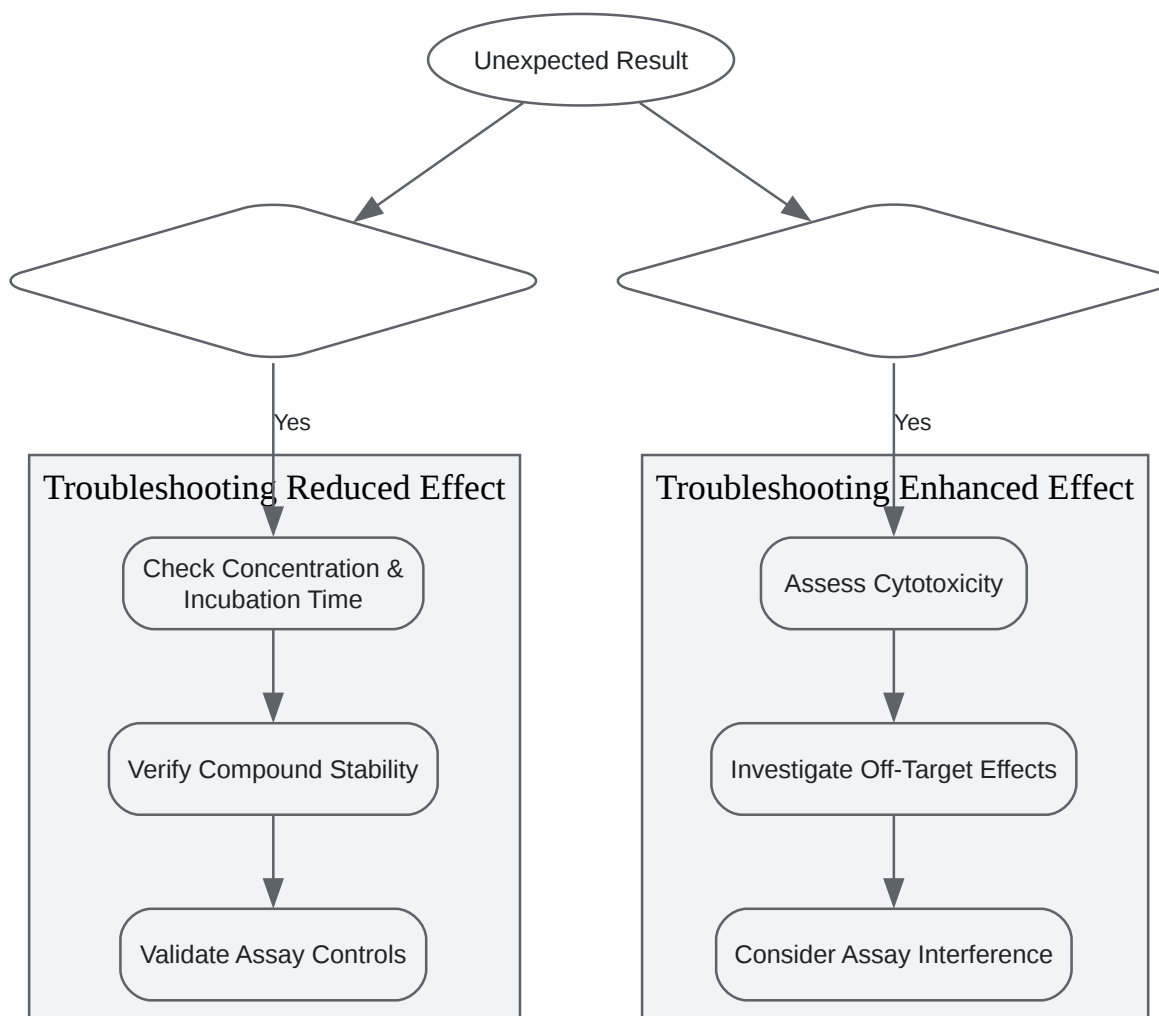 Unexpected Result
Yes
Yes
Troubleshooting Reduced Effect
Troubleshooting Enhanced Effect
Check Concentration &
Incubation Time
Assess Cytotoxicity
Verify Compound Stability
Investigate Off-Target Effects
Validate Assay Controls
Consider Assay Interference